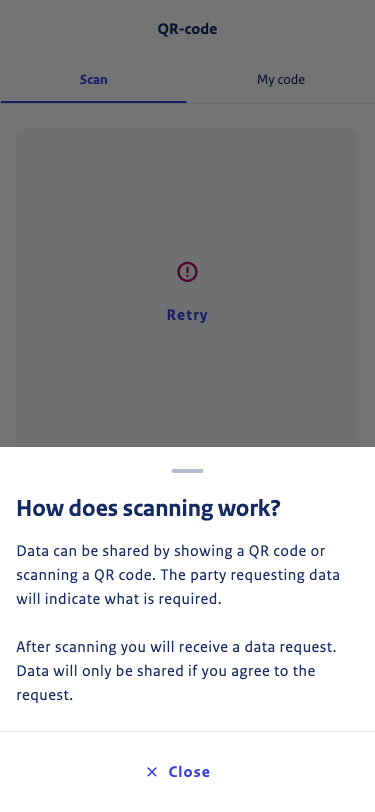 QR-code
Scan
My code
Retry
How does scanning work?
Data can be shared by showing a QR code or
scanning a QR code. The party requesting data
will indicate what is required.
After scanning you will receive a data request.
Data will only be shared if you agree to the
request.
Close